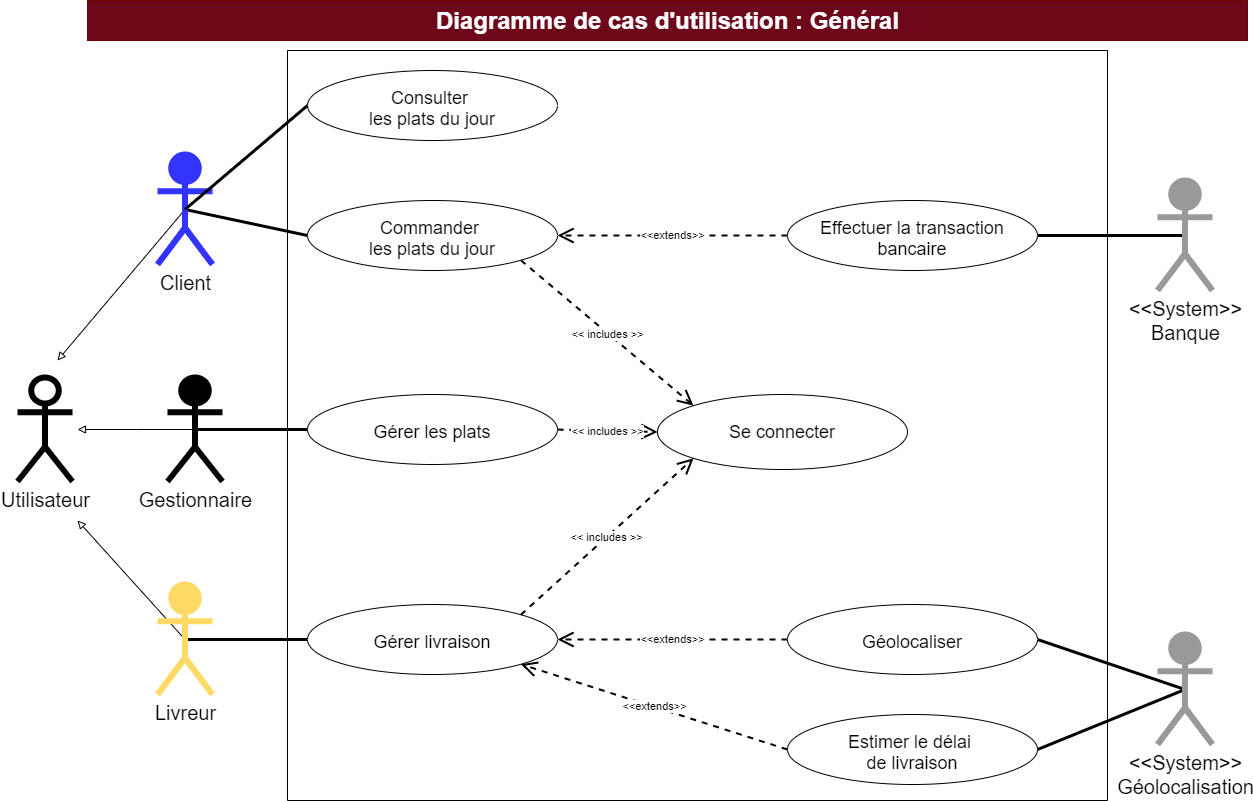 Diagramme de cas d'utilisation : Général
Consulter
les plats du jour
Client
Commander
les plats du jour
<<extends>>
Effectuer la transaction
bancaire
<<System>>
Banque
<< includes >>
Utilisateur
Gestionnaire
Gérer les plats
<< includes >>
Se connecter
<< includes >>
Livreur
Gérer livraison
<<extends>>
Géolocaliser
<<extends>>
Estimer le délai
de livraison
<<System>>
Géolocalisation